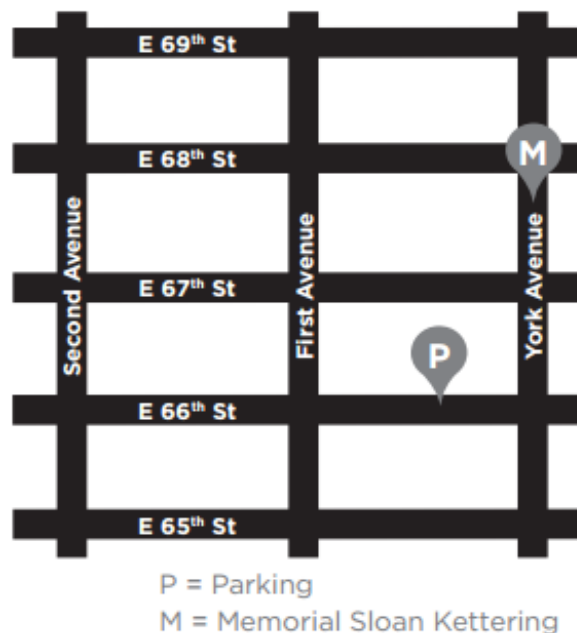 E 69th St
E 68th St
M
Second Avenue
First Avenue
York Avenue
E 67th St
P
E 66th St
E 65th St
P = Parking
M = Memorial Sloan Kettering